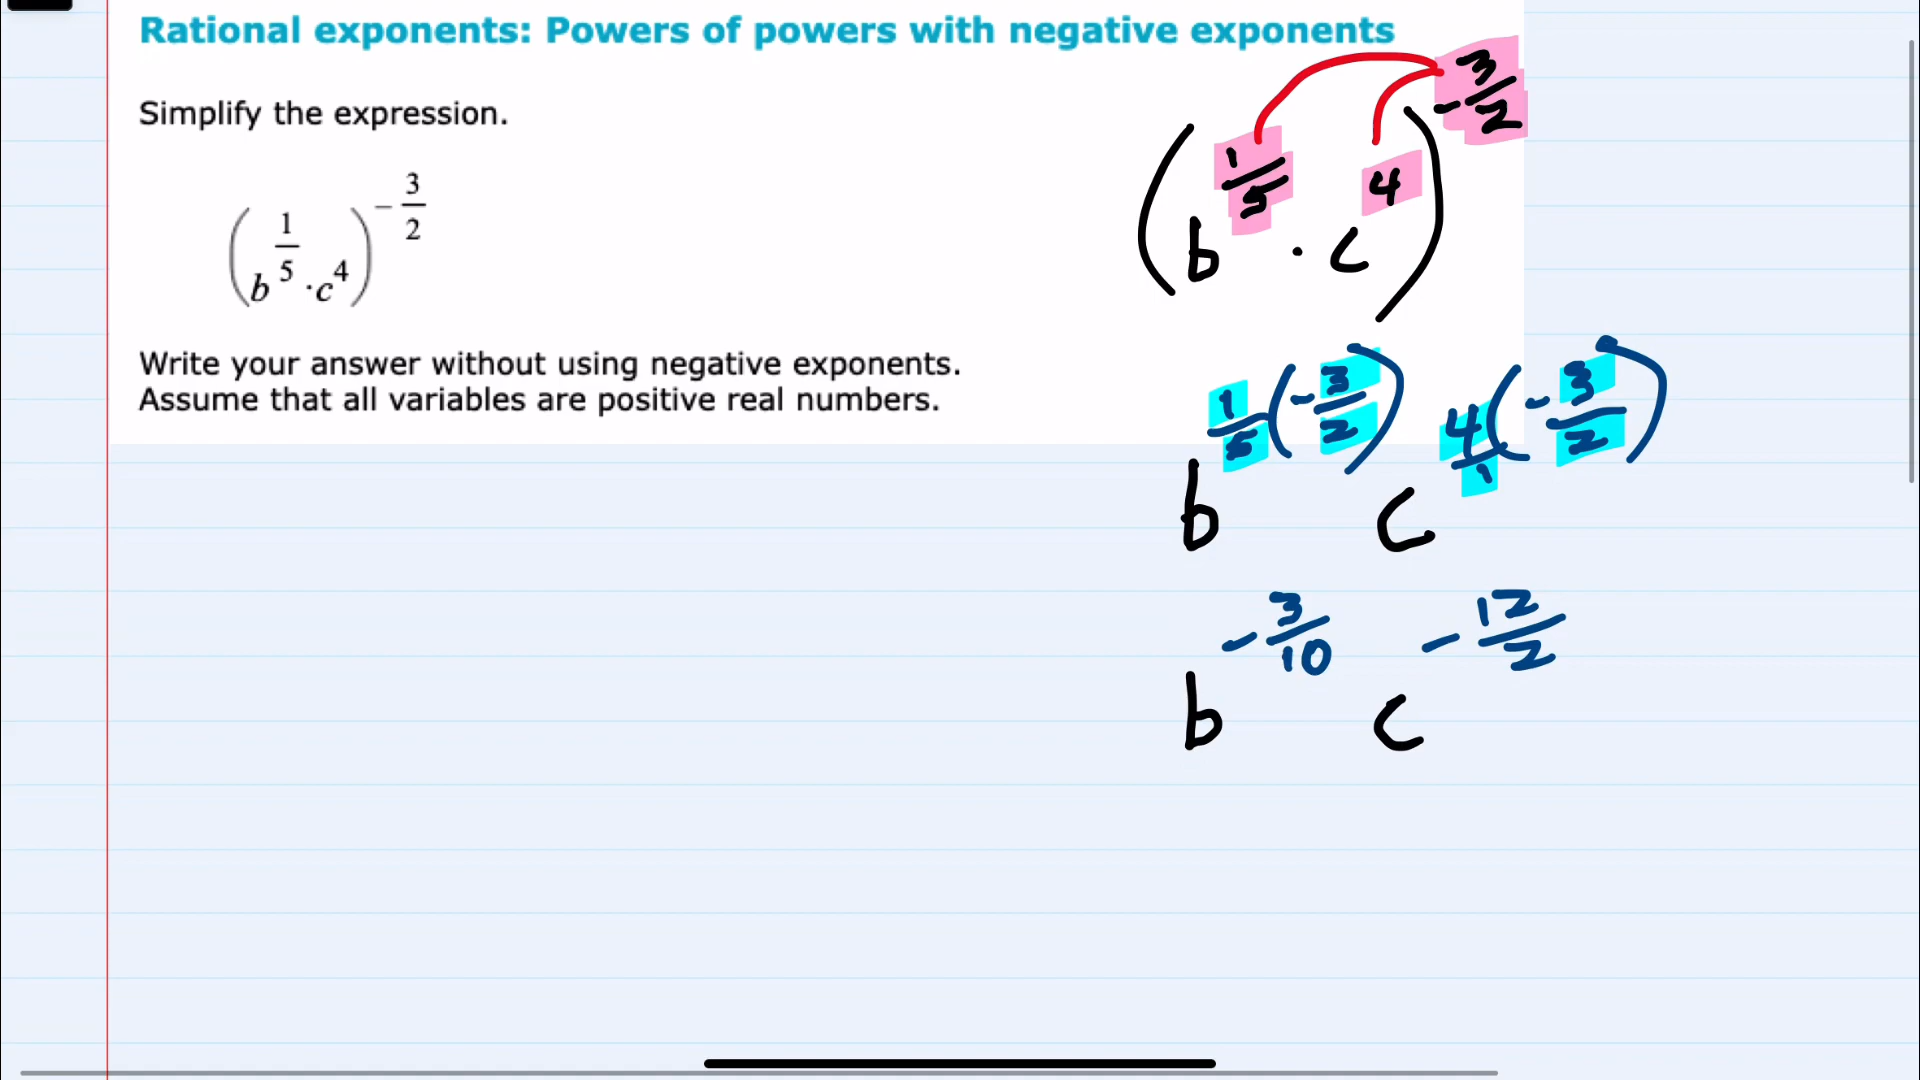 Rational exponents: Powers of powers with negative exponents
Simplify the expression.
(b^(1/5) · c^4)^(-3/2)
Write your answer without using negative exponents.
Assume that all variables are positive real numbers.
(b^(1/5) · c^4)^(-3/2)
b^(1/5(-3/2)) c^(4/1(-3/2))
b^(-3/10) c^(-12/2)